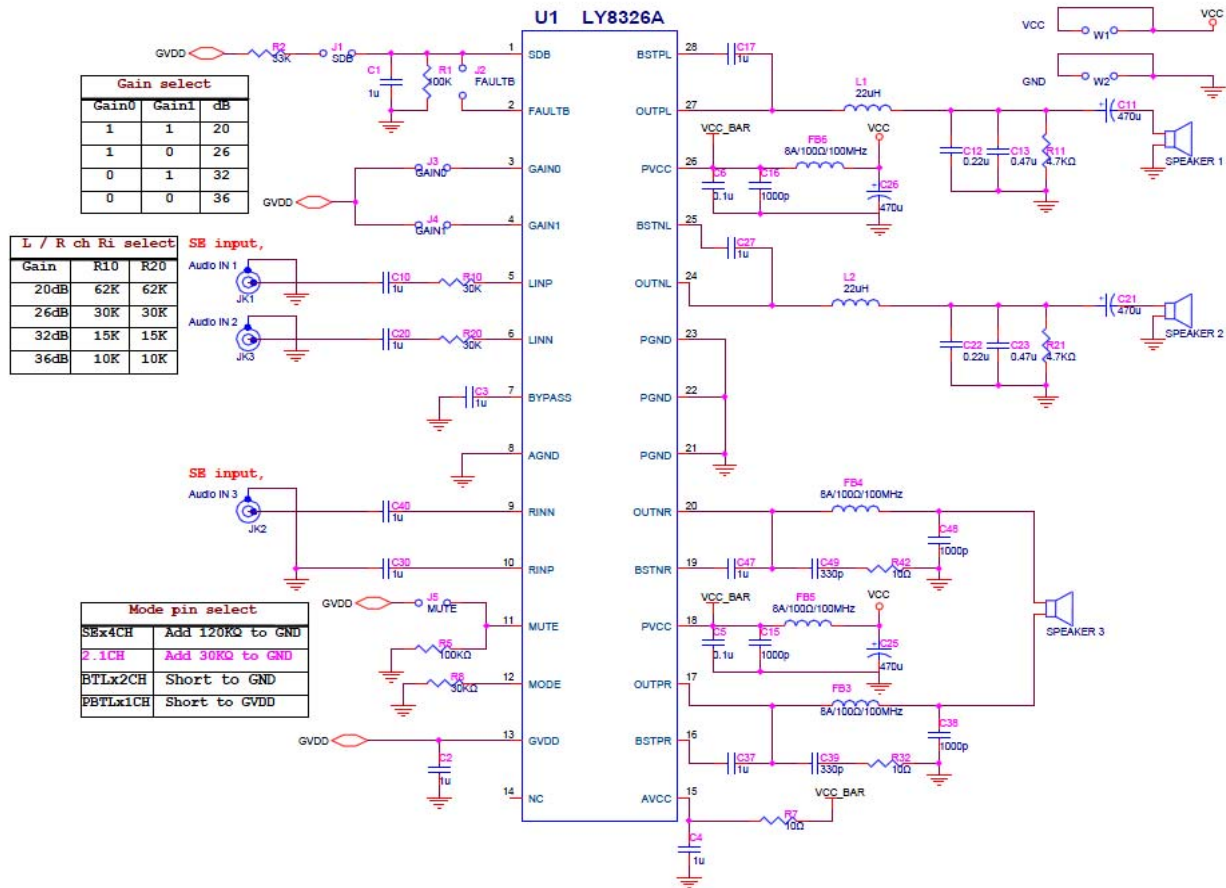 U1 LY8326A
GVDD
R2
33K
J1
SDB
C1
1u
R1
100K
J2
FAULTB
1
SDB
2
FAULTB
Gain select
Gain0 Gain1 dB
1 1 20
1 0 26
0 1 32
0 0 36
GVDD
J3
GAIN0
J4
GAIN1
3
GAIN0
4
GAIN1
L / R ch Ri select
Gain R10 R20
20dB 62K 62K
26dB 30K 30K
32dB 15K 15K
36dB 10K 10K
SE input,
Audio IN 1
JK1
C10
1u
R10
30K
5
LINP
Audio IN 2
JK3
C20
1u
R20
30K
6
LINN
C3
1u
7
BYPASS
8
AGND
SE input,
Audio IN 3
JK2
C40
1u
9
RINN
C30
1u
10
RINP
Mode pin select
SEx4CH Add 120KΩ to GND
2.1CH Add 30KΩ to GND
BTLx2CH Short to GND
PBTLx1CH Short to GVDD
GVDD
J5
MUTE
R5
100KΩ
11
MUTE
R6
30KΩ
12
MODE
GVDD
C2
1u
13
GVDD
14
NC
BSTPL
28
C17
1u
OUTPL
27
L1
22uH
C12
0.22u
C13
0.47u
R11
4.7KΩ
C11
470u
SPEAKER 1
VCC
W1
VCC
GND
W2
PVCC
26
VCC_BAR
C6
0.1u
C16
1000p
FB6
8A/100Ω/100MHz
VCC
C26
470u
BSTNL
25
C27
1u
OUTNL
24
L2
22uH
C22
0.22u
C23
0.47u
R21
4.7KΩ
C21
470u
SPEAKER 2
PGND
23
PGND
22
PGND
21
OUTNR
20
FB4
8A/100Ω/100MHz
C48
1000p
BSTNR
19
C47
1u
C49
330p
R42
10Ω
PVCC
18
VCC_BAR
C5
0.1u
C15
1000p
FB5
8A/100Ω/100MHz
VCC
C25
470u
SPEAKER 3
OUTPR
17
FB3
8A/100Ω/100MHz
C38
1000p
BSTPR
16
C37
1u
C39
330p
R32
10Ω
AVCC
15
R7
10Ω
VCC_BAR
C4
1u